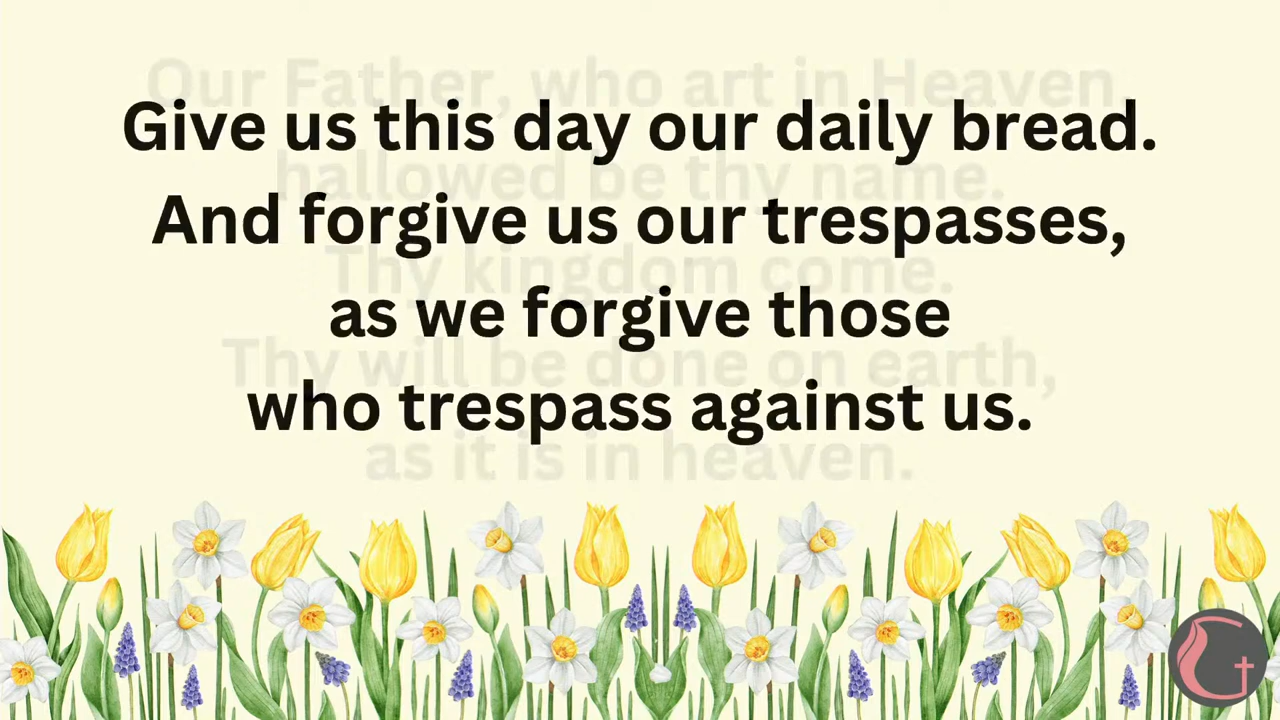 Our Father, who art in Heaven,
Give us this day our daily bread.
hallowed be thy name.
And forgive us our trespasses,
Thy kingdom come.
as we forgive those
Thy will be done on earth,
who trespass against us.
as it is in heaven.